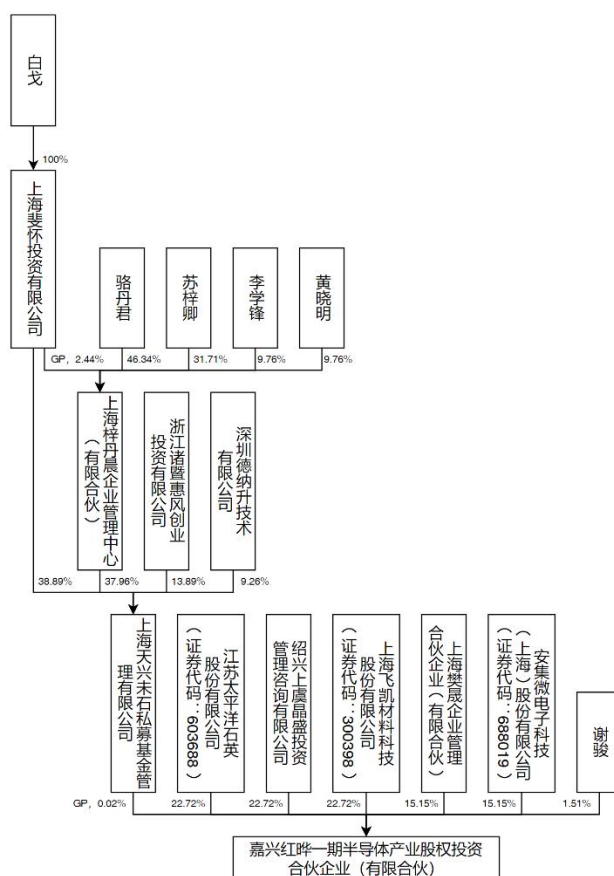 白戈
100%
上海斐怀投资有限公司
骆丹君
苏梓卿
李学锋
黄晓明
GP，2.44%
46.34%
31.71%
9.76%
9.76%
上海梓丹晨企业管理中心
（有限合伙）
浙江诸暨惠风创业
投资有限公司
深圳德纳升技术
有限公司
38.89%
37.96%
13.89%
9.26%
上海天兴未石私募基金管
理有限公司
江苏太平洋石英
股份有限公司
（证券代码：603688）
绍兴上虞晶盛投资
管理咨询有限公司
上海飞凯材料科技
股份有限公司
（证券代码：300398）
上海樊晟企业管理
合伙企业（有限合伙）
安集微电子科技
（上海）股份有限公司
（证券代码：688019）
谢骏
GP，0.02%
22.72%
22.72%
22.72%
15.15%
15.15%
1.51%
嘉兴红晔一期半导体产业股权投资
合伙企业（有限合伙）